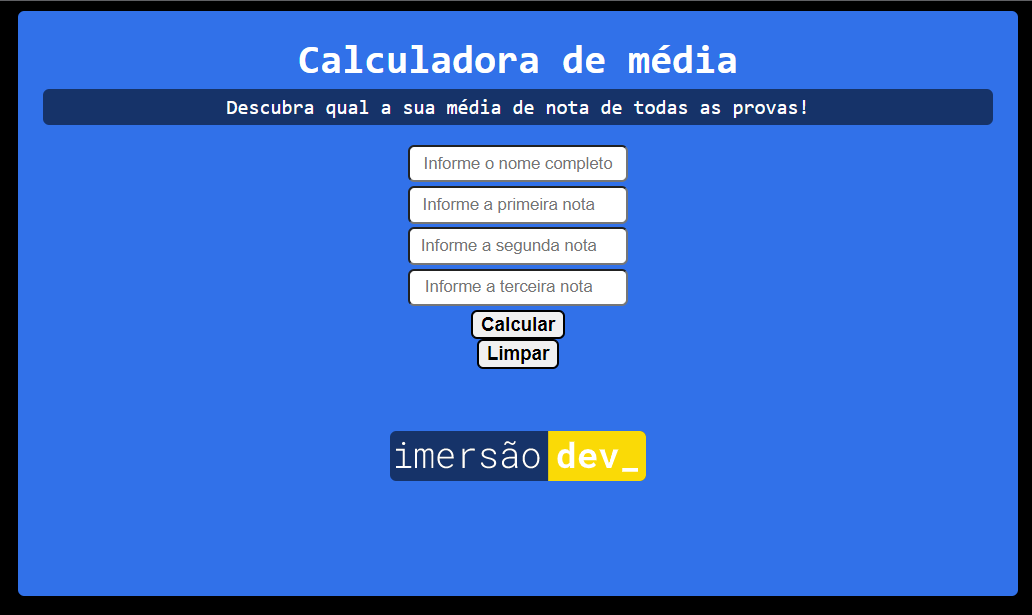 Calculadora de média
Descubra qual a sua média de nota de todas as provas!
Informe o nome completo
Informe a primeira nota
Informe a segunda nota
Informe a terceira nota
Calcular
Limpar
imersão dev_